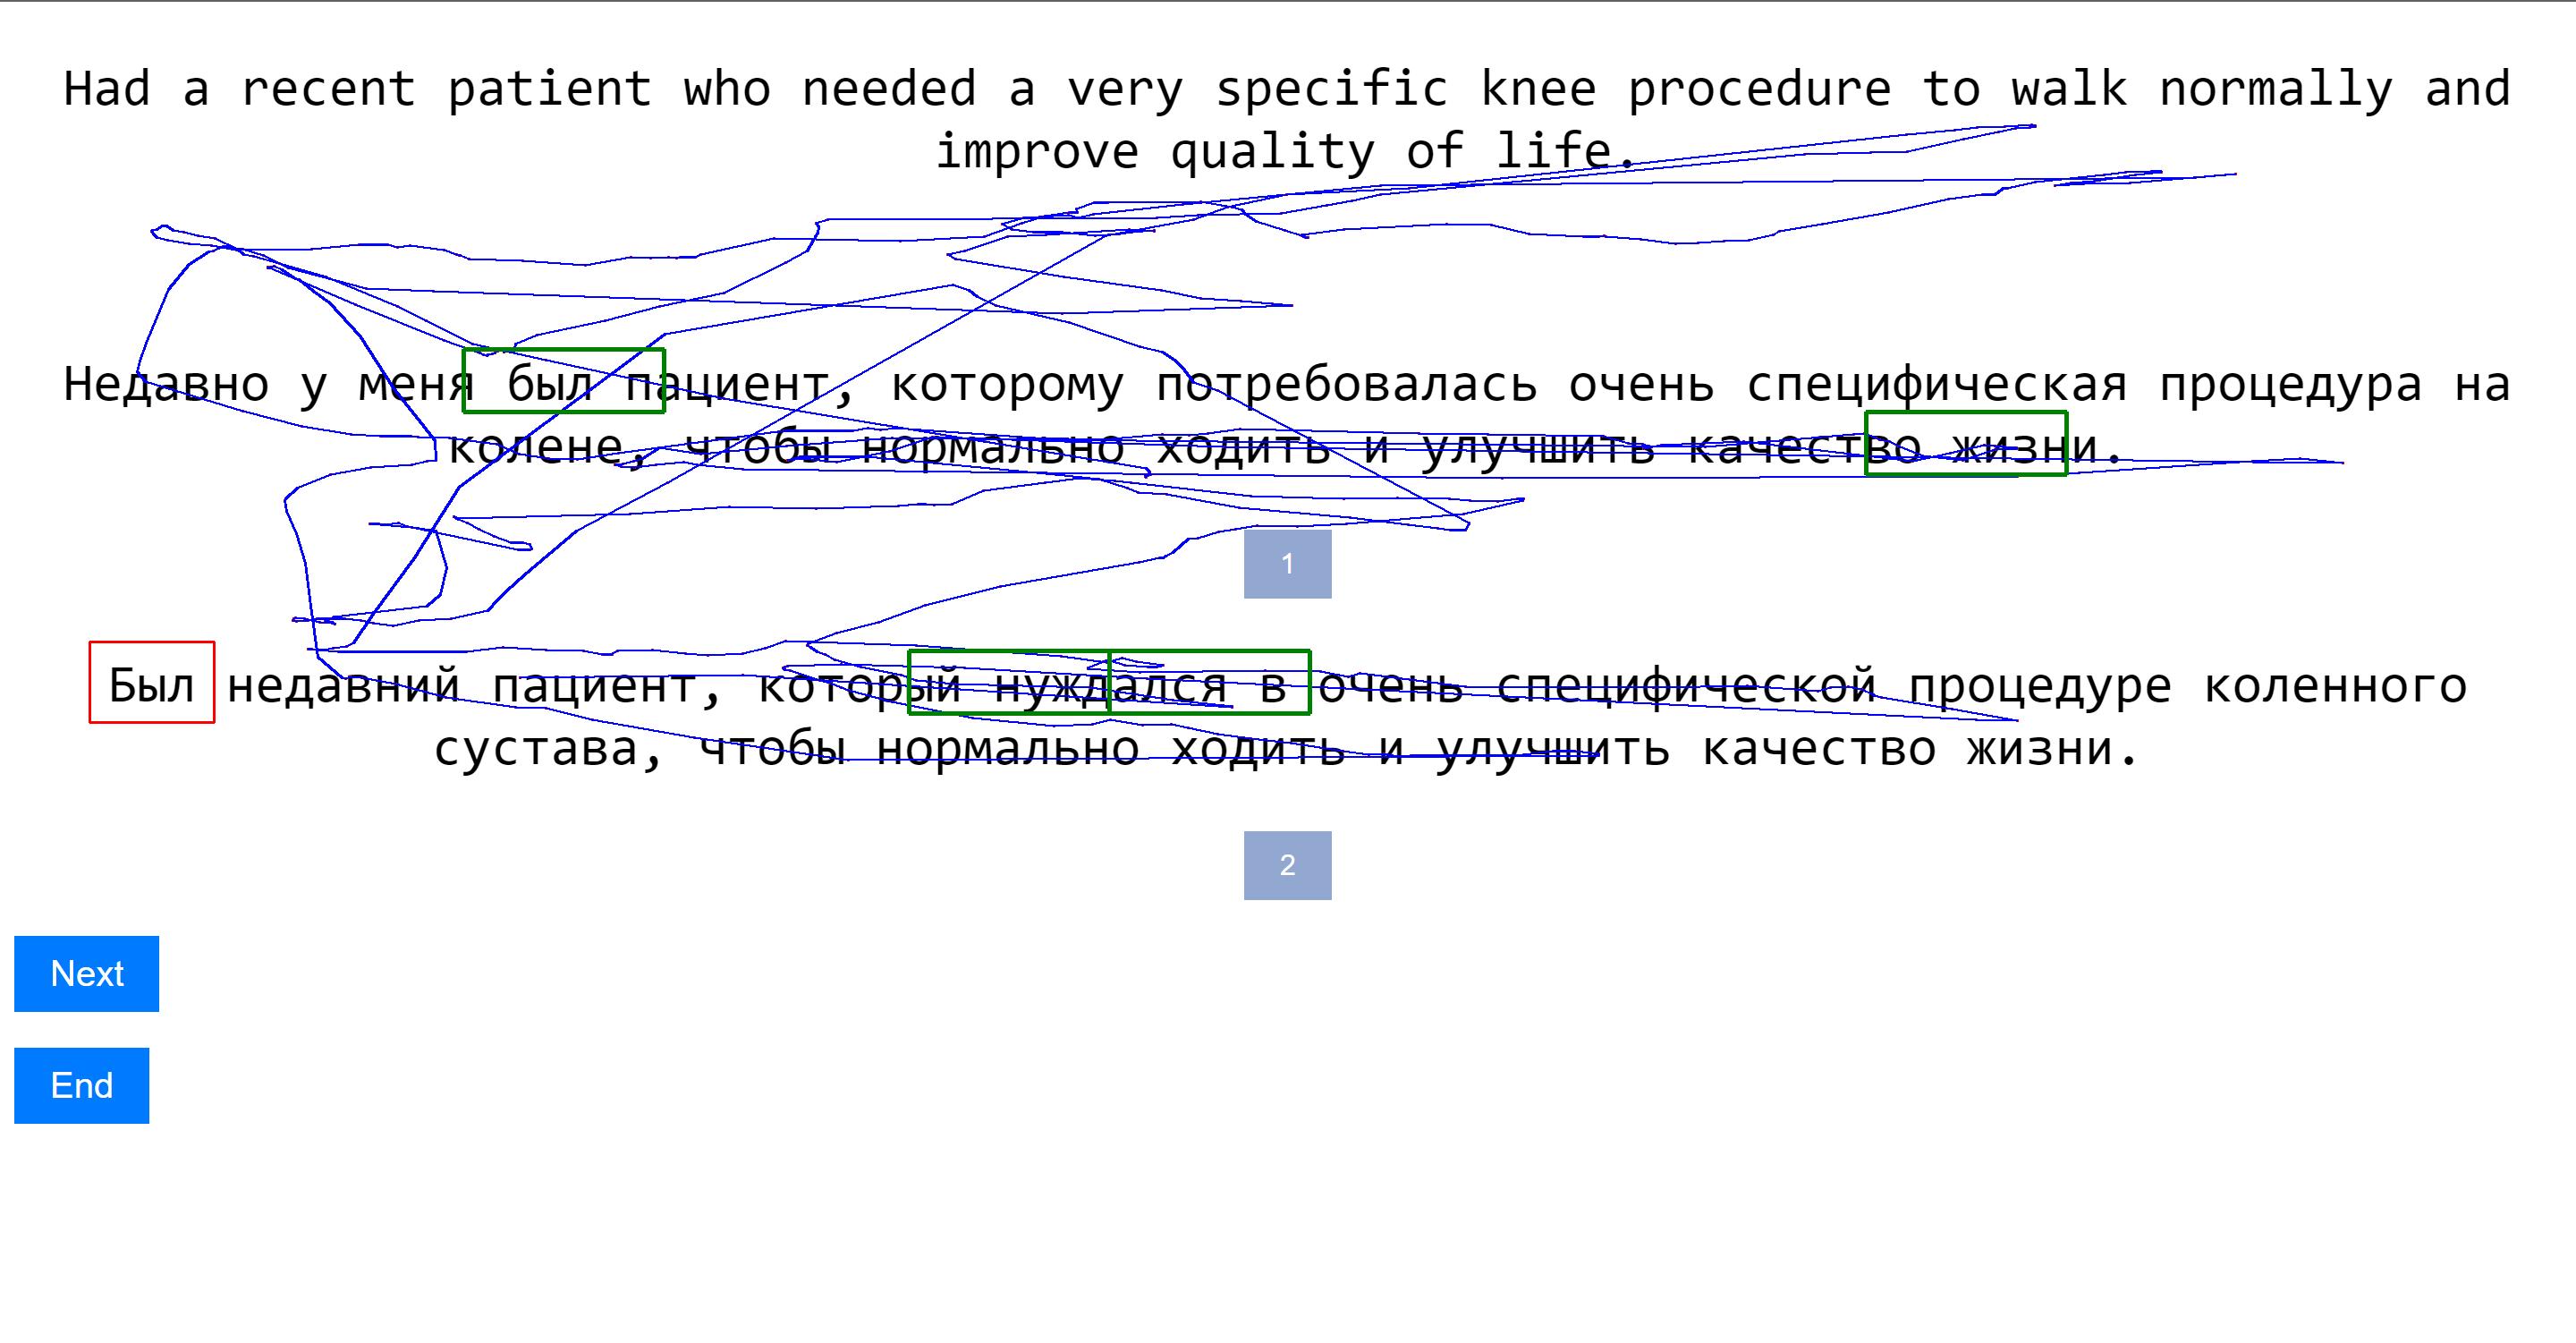 Had a recent patient who needed a very specific knee procedure to walk normally and
improve quality of life.
Недавно у меня был пациент, которому потребовалась очень специфическая процедура на
колене, чтобы нормально ходить и улучшить качество жизни.
1
Был недавний пациент, который нуждался в очень специфической процедуре коленного
сустава, чтобы нормально ходить и улучшить качество жизни.
2
Next
End